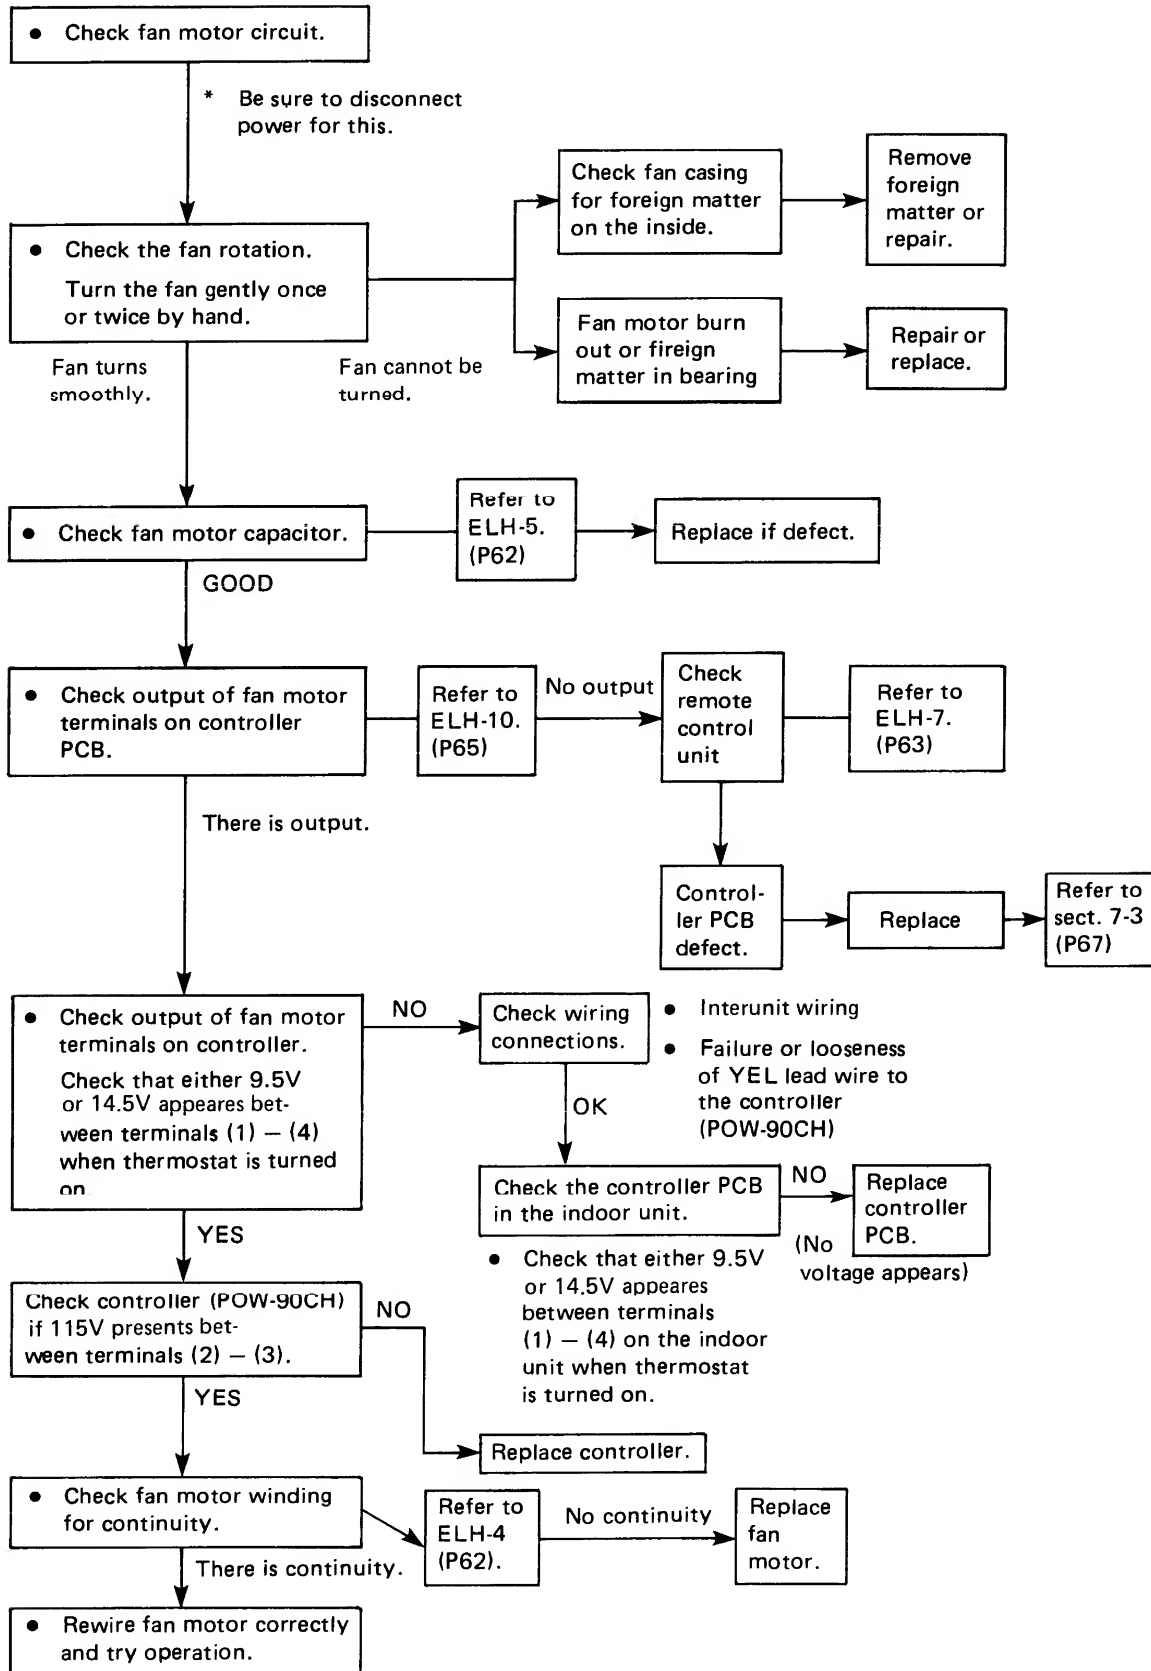 ● Check fan motor circuit.
* Be sure to disconnect
power for this.
● Check the fan rotation.
Turn the fan gently once
or twice by hand.
Check fan casing
for foreign matter
on the inside.
Remove
foreign
matter or
repair.
Fan motor burn
out or fireign
matter in bearing
Repair or
replace.
Fan turns
smoothly.
Fan cannot be
turned.
● Check fan motor capacitor.
Refer to
ELH-5.
(P62)
Replace if defect.
GOOD
● Check output of fan motor
terminals on controller
PCB.
Refer to
ELH-10.
(P65)
No output
Check
remote
control
unit
Refer to
ELH-7.
(P63)
There is output.
Control-
ler PCB
defect.
Replace
Refer to
sect. 7-3
(P67)
● Check output of fan motor
terminals on controller.
Check that either 9.5V
or 14.5V appeares bet-
ween terminals (1) – (4)
when thermostat is turned
on.
NO
Check wiring
connections.
● Interunit wiring
● Failure or looseness
of YEL lead wire to
the controller
(POW-90CH)
OK
Check the controller PCB
in the indoor unit.
NO
(No
voltage appears)
Replace
controller
PCB.
● Check that either 9.5V
or 14.5V appeares
between terminals
(1) – (4) on the indoor
unit when thermostat
is turned on.
YES
Check controller (POW-90CH)
if 115V presents bet-
ween terminals (2) – (3).
NO
Replace controller.
YES
● Check fan motor winding
for continuity.
Refer to
ELH-4
(P62).
No continuity
Replace
fan
motor.
There is continuity.
● Rewire fan motor correctly
and try operation.